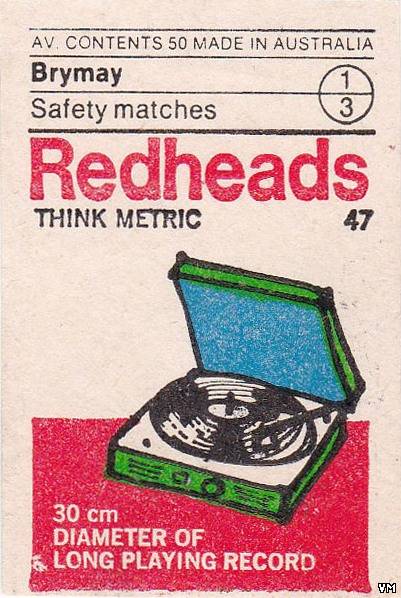 AV. CONTENTS 50 MADE IN AUSTRALIA
Brymay
1
Safety matches
3
Redheads
THINK METRIC 47
30 cm
DIAMETER OF
LONG PLAYING RECORD
VM